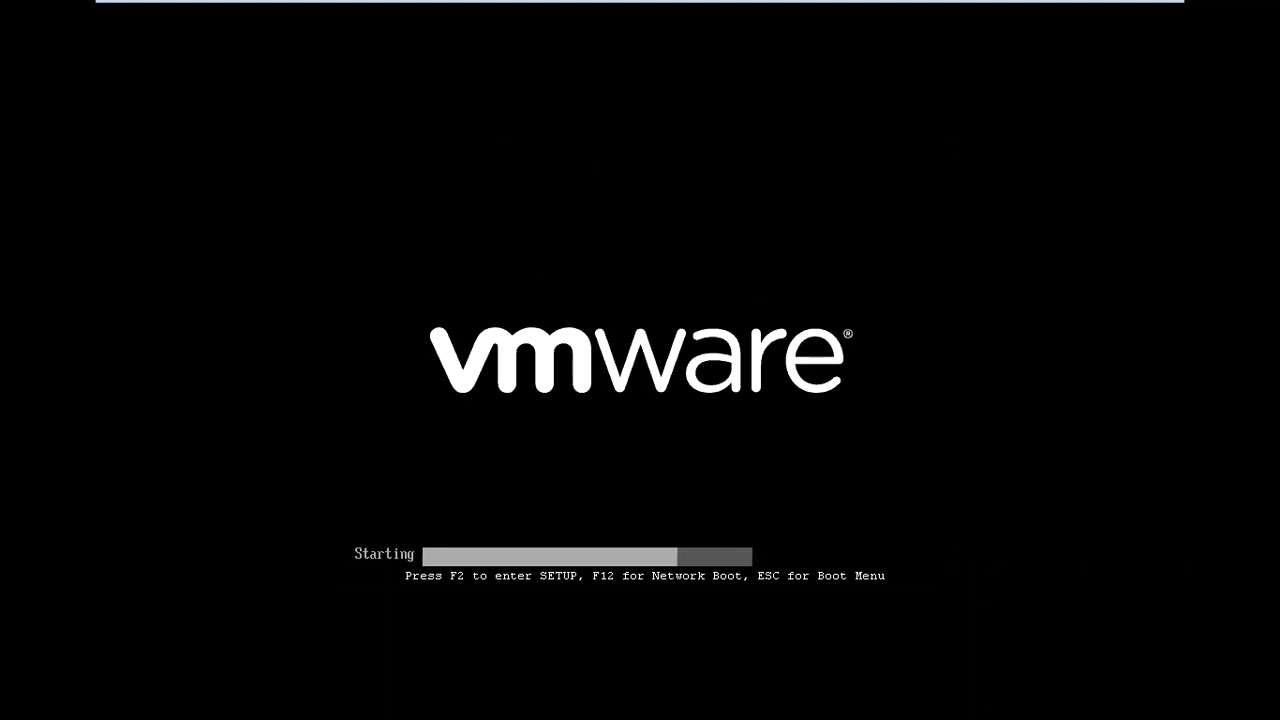 vmware®
Starting
Press F2 to enter SETUP, F12 for Network Boot, ESC for Boot Menu